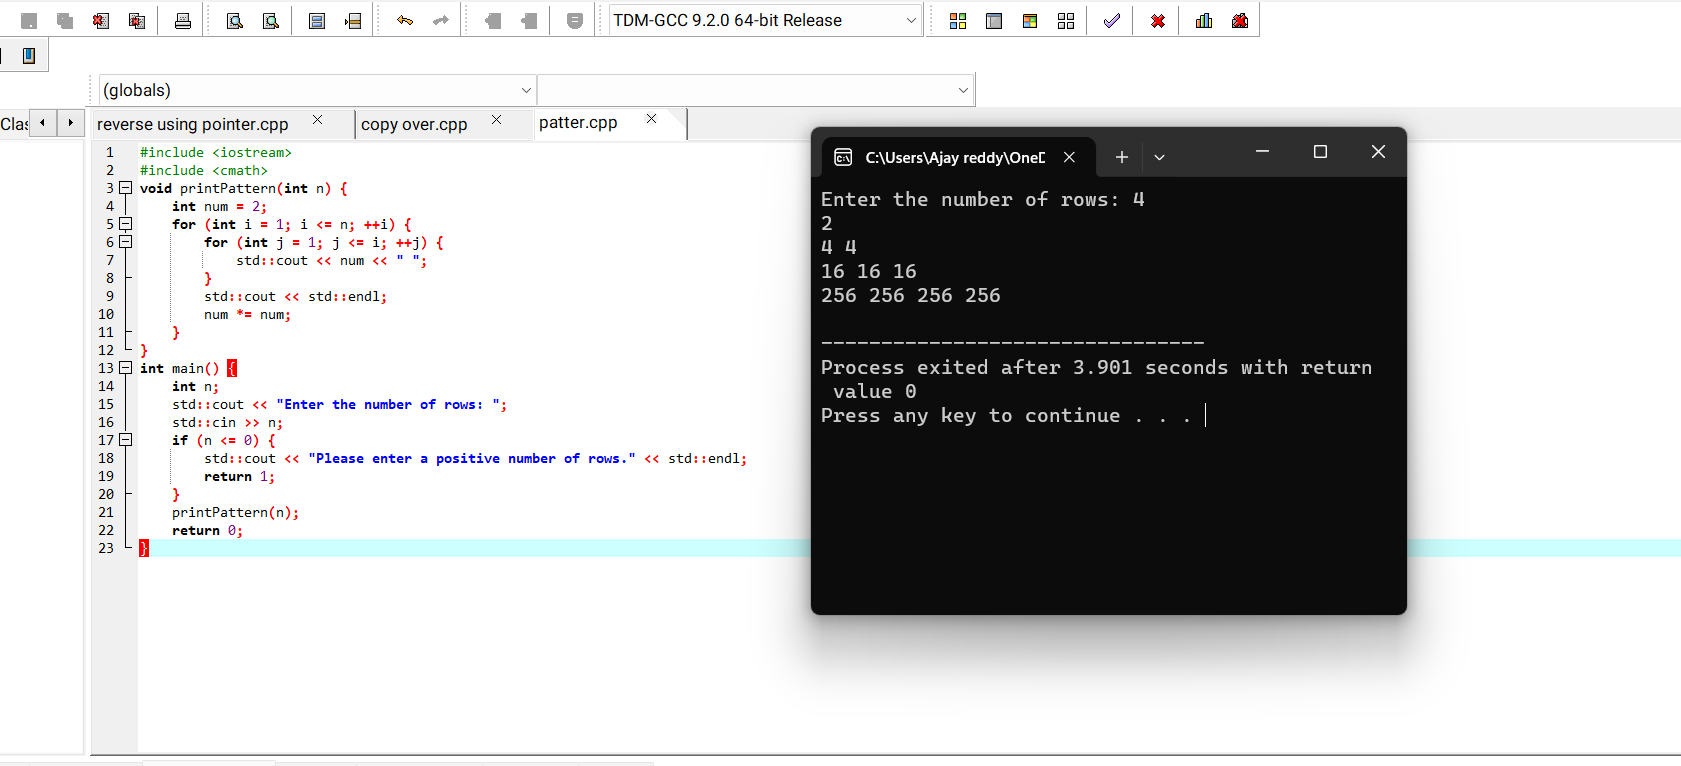 TDM-GCC 9.2.0 64-bit Release
(globals)
Clas
reverse using pointer.cpp
copy over.cpp
patter.cpp
1 #include <iostream>
2 #include <cmath>
3 void printPattern(int n) {
4 int num = 2;
5 for (int i = 1; i <= n; ++i) {
6 for (int j = 1; j <= i; ++j) {
7 std::cout << num << " ";
8 }
9 std::cout << std::endl;
10 num *= num;
11 }
12 }
13 int main() {
14 int n;
15 std::cout << "Enter the number of rows: ";
16 std::cin >> n;
17 if (n <= 0) {
18 std::cout << "Please enter a positive number of rows." << std::endl;
19 return 1;
20 }
21 printPattern(n);
22 return 0;
23 }
C:\Users\Ajay reddy\OneD
Enter the number of rows: 4
2
4 4
16 16 16
256 256 256 256
--------------------------------
Process exited after 3.901 seconds with return
value 0
Press any key to continue . . .